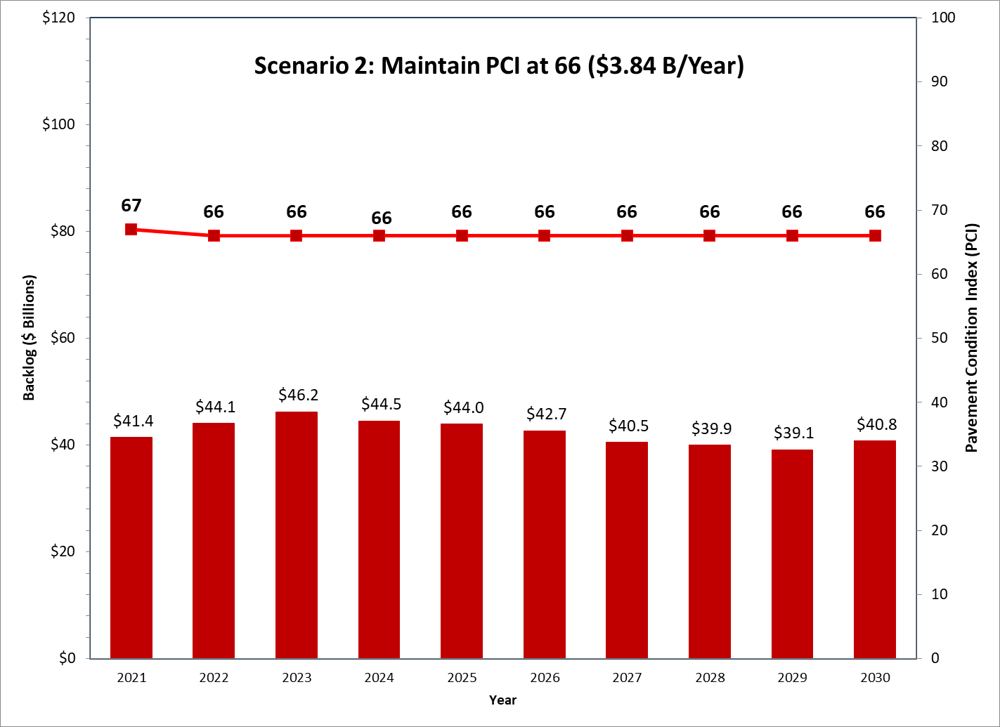 Scenario 2: Maintain PCI at 66 ($3.84 B/Year)
$120
$100
$80
$60
$40
$20
$0
Backlog ($ Billions)
100
90
80
70
60
50
40
30
20
10
0
Pavement Condition Index (PCI)
67 66 66 66 66 66 66 66 66 66
$41.4 $44.1 $46.2 $44.5 $44.0 $42.7 $40.5 $39.9 $39.1 $40.8
2021 2022 2023 2024 2025 2026 2027 2028 2029 2030
Year